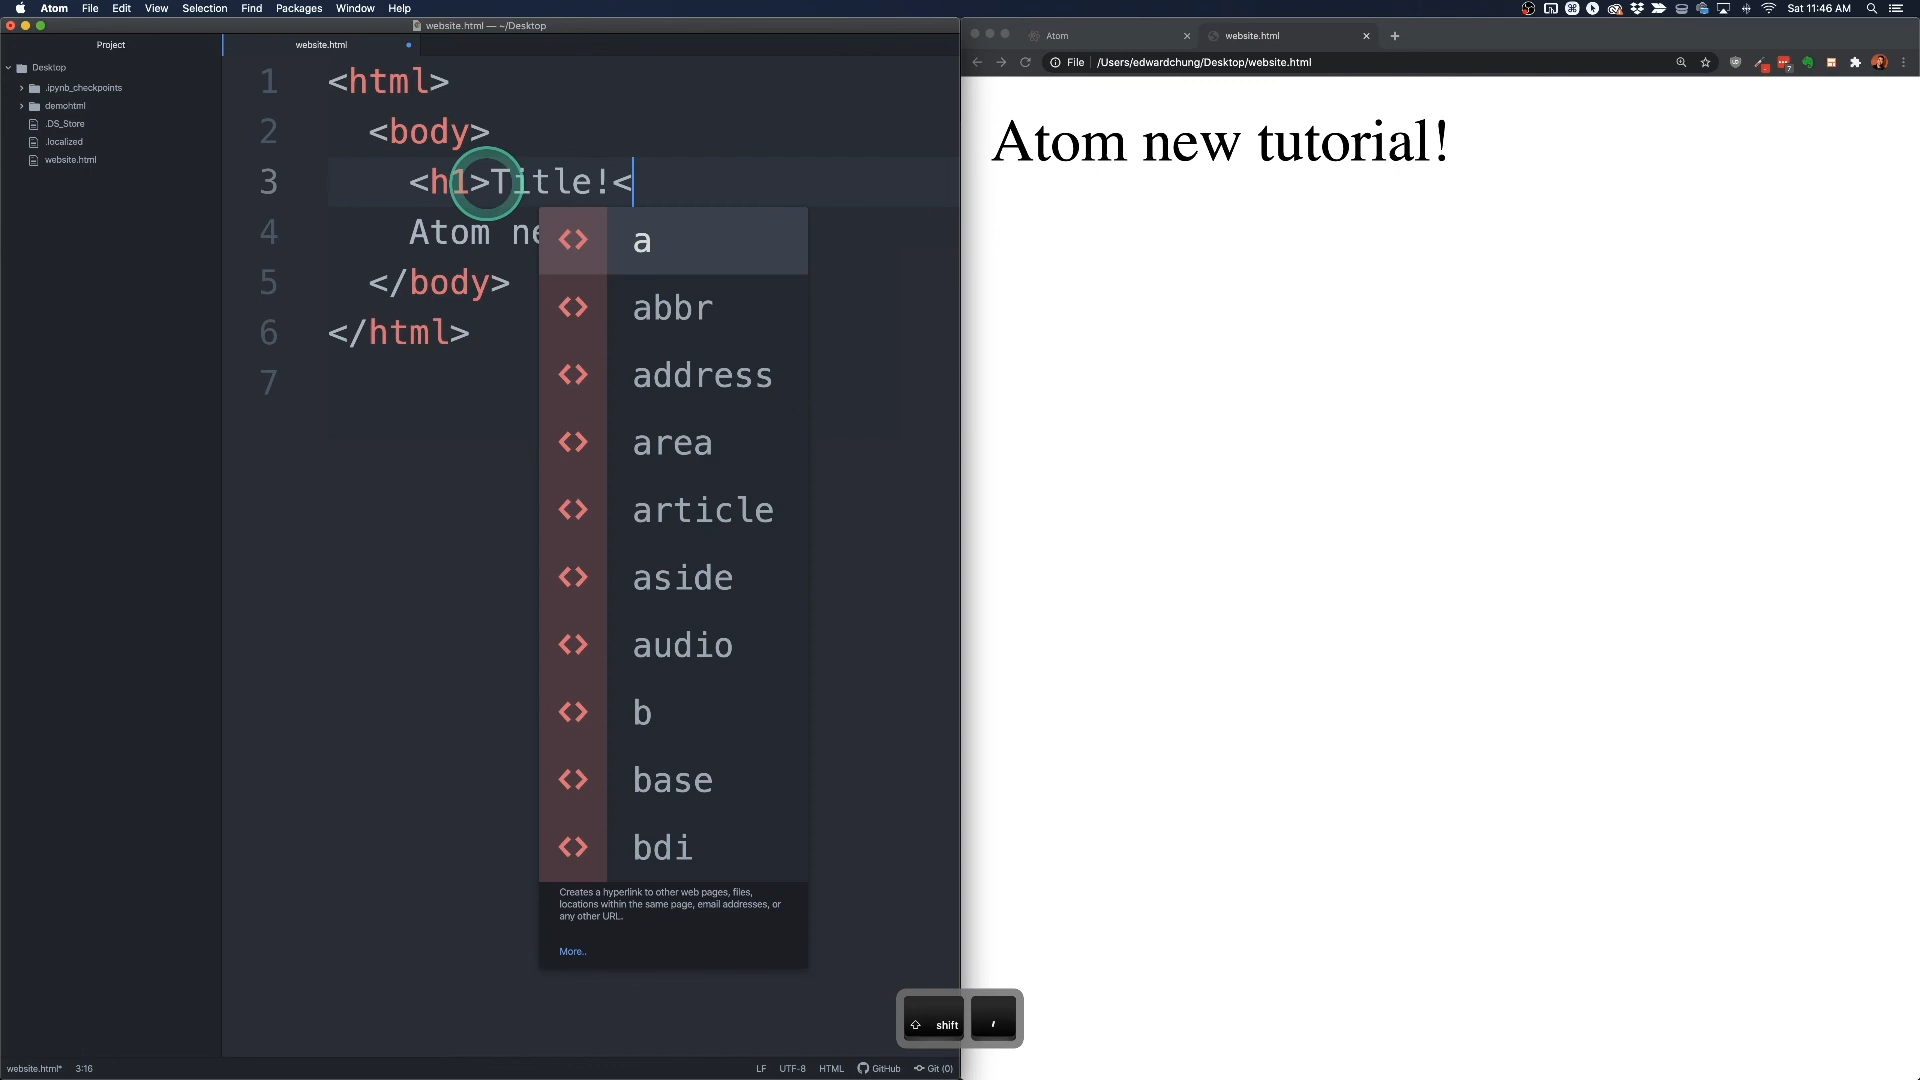 Atom File Edit View Selection Find Packages Window Help
Sat 11:46 AM
website.html — ~/Desktop
Project
Desktop
.ipynb_checkpoints
demohtml
.DS_Store
.localized
website.html
website.html
1 <html>
2 <body>
3 <h1>Title!<
4 Atom ne
5 </body>
6 </html>
7
a
abbr
address
area
article
aside
audio
b
base
bdi
Creates a hyperlink to other web pages, files,
locations within the same page, email addresses, or
any other URL.
More..
website.html* 3:16
LF UTF-8 HTML GitHub Git (0)
Atom
website.html
File /Users/edwardchung/Desktop/website.html
Atom new tutorial!
shift